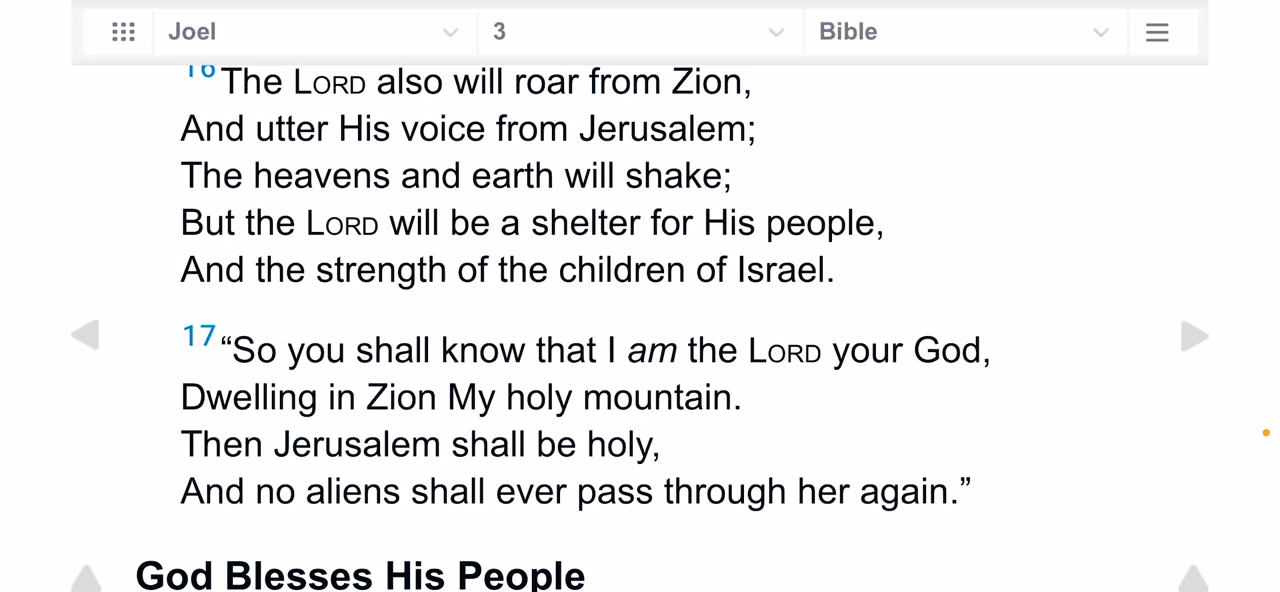 Joel 3 Bible
16 The LORD also will roar from Zion,
And utter His voice from Jerusalem;
The heavens and earth will shake;
But the LORD will be a shelter for His people,
And the strength of the children of Israel.
17 “So you shall know that I am the LORD your God,
Dwelling in Zion My holy mountain.
Then Jerusalem shall be holy,
And no aliens shall ever pass through her again.”
God Blesses His People